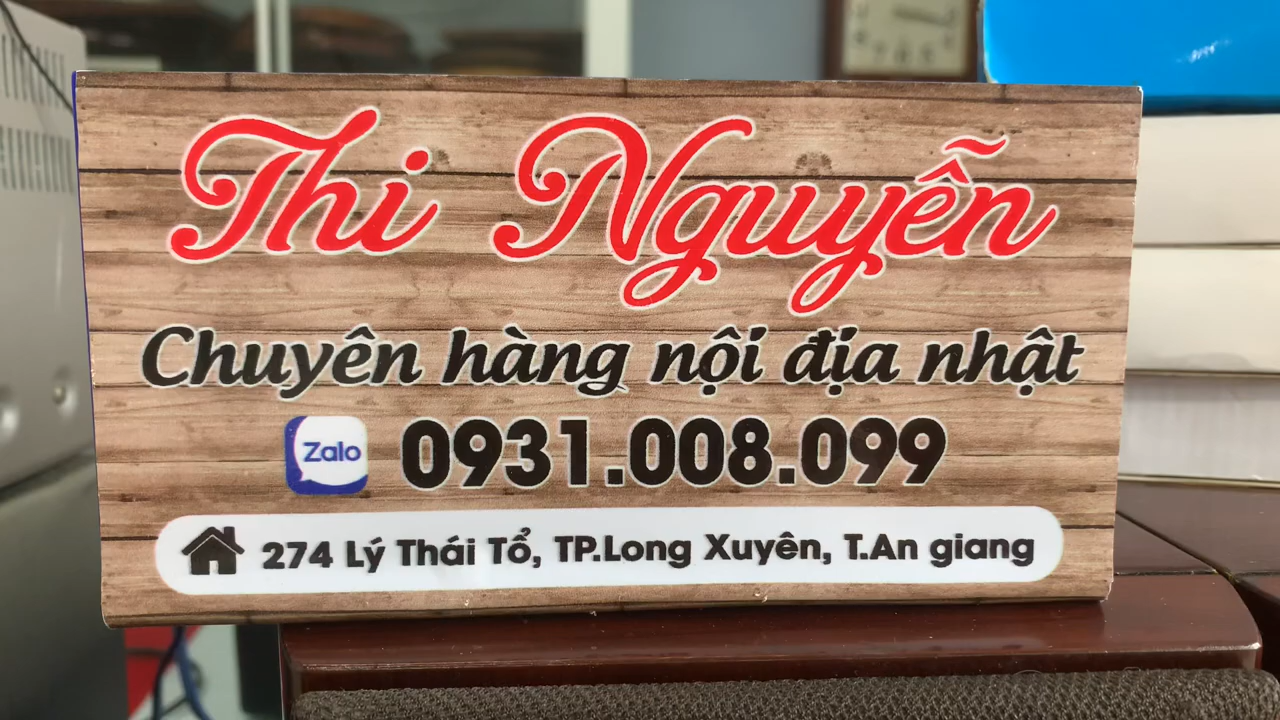 Thi Nguyễn
Chuyên hàng nội địa nhật
Zalo 0931.008.099
274 Lý Thái Tổ, TP.Long Xuyên, T.An giang